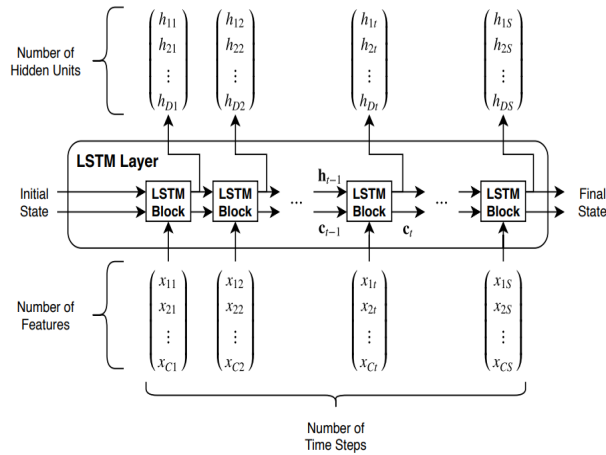 Number of
Hidden Units
h11
h21
⋮
hD1
h12
h22
⋮
hD2
h1t
h2t
⋮
hDt
h1S
h2S
⋮
hDS
LSTM Layer
Initial
State
LSTM
Block
LSTM
Block
...
ht−1
ct−1
LSTM
Block
ct
...
LSTM
Block
Final
State
Number of
Features
x11
x21
⋮
xC1
x12
x22
⋮
xC2
x1t
x2t
⋮
xCt
x1S
x2S
⋮
xCS
Number of
Time Steps